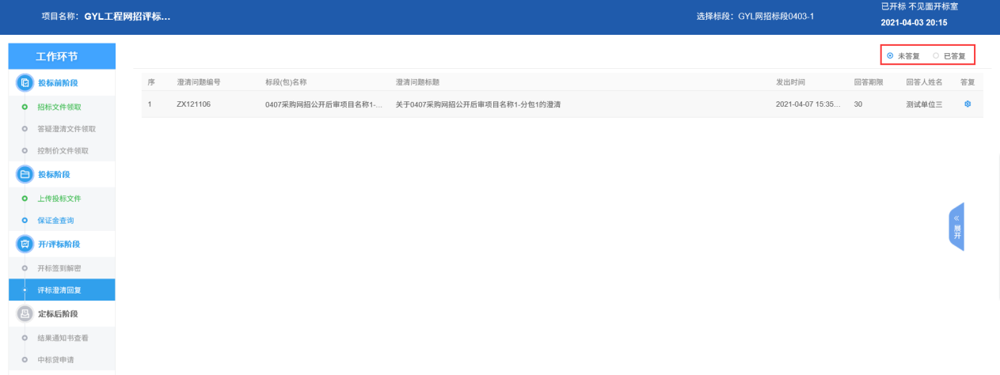 项目名称：GYL工程网招评标...
选择标段：GYL网招标段0403-1
已开标 不见面开标室
2021-04-03 20:15
工作环节
投标前阶段
招标文件领取
答疑澄清文件领取
控制价文件领取
投标阶段
上传投标文件
保证金查询
开/评标阶段
开标签到解密
评标澄清回复
定标后阶段
结果通知书查看
中标贷申请
未答复 已答复
序 澄清问题编号 标段(包)名称 澄清问题标题 发出时间 回答期限 回答人姓名 答复
1 ZX121106 0407采购网招公开后审项目名称1-... 关于0407采购网招公开后审项目名称1-分包1的澄清 2021-04-07 15:35... 30 测试单位三
«展开